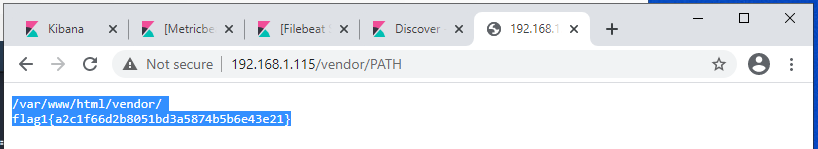 Kibana
[Metricbe
[Filebeat
Discover
192.168.1
Not secure | 192.168.1.115/vendor/PATH
/var/www/html/vendor/
flag1{a2c1f66d2b8051bd3a5874b5b6e43e21}